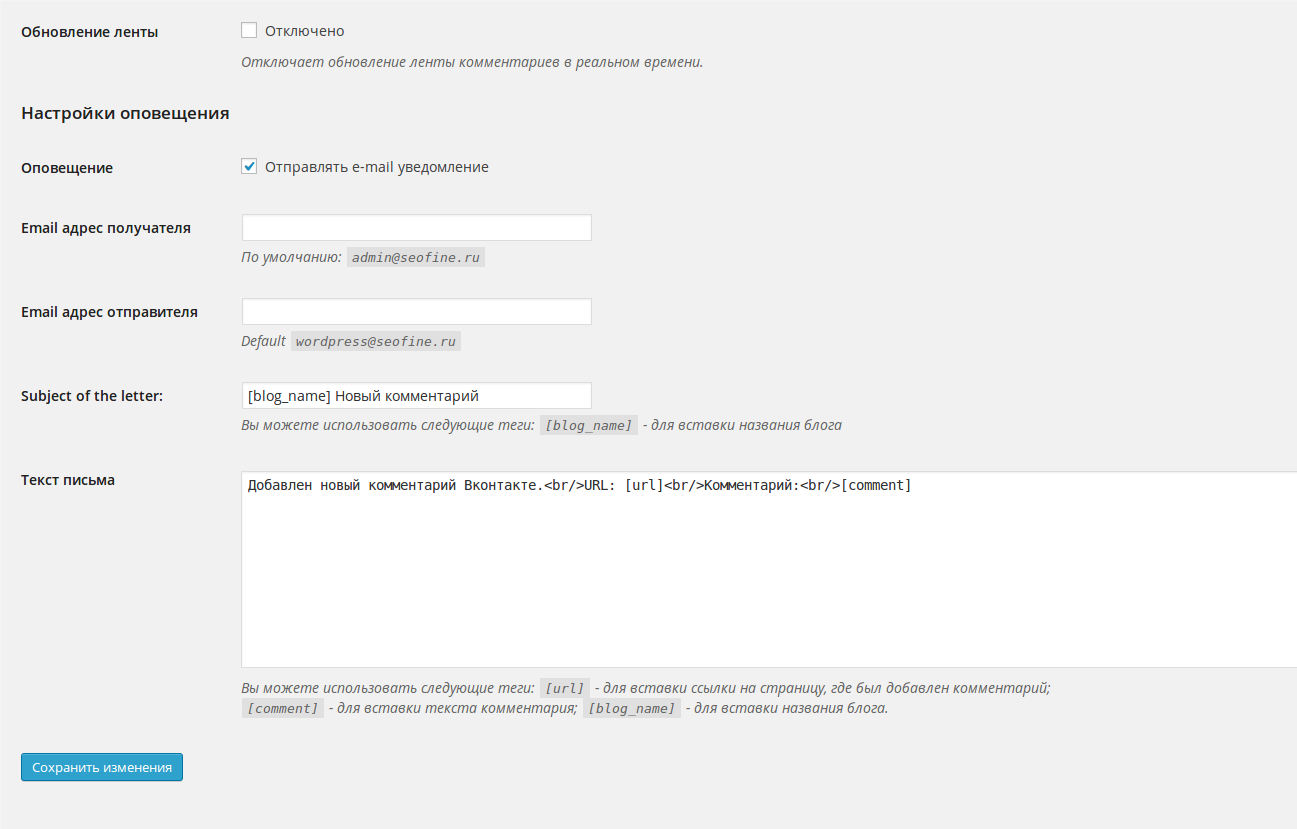 Обновление ленты
Отключено
Отключает обновление ленты комментариев в реальном времени.
Настройки оповещения
Оповещение
Отправлять e-mail уведомление
Email адрес получателя
По умолчанию: admin@seofine.ru
Email адрес отправителя
Default wordpress@seofine.ru
Subject of the letter:
[blog_name] Новый комментарий
Вы можете использовать следующие теги: [blog_name] - для вставки названия блога
Текст письма
Добавлен новый комментарий Вконтакте.<br/>URL: [url]<br/>Комментарий:<br/>[comment]
Вы можете использовать следующие теги: [url] - для вставки ссылки на страницу, где был добавлен комментарий;
[comment] - для вставки текста комментария; [blog_name] - для вставки названия блога.
Сохранить изменения